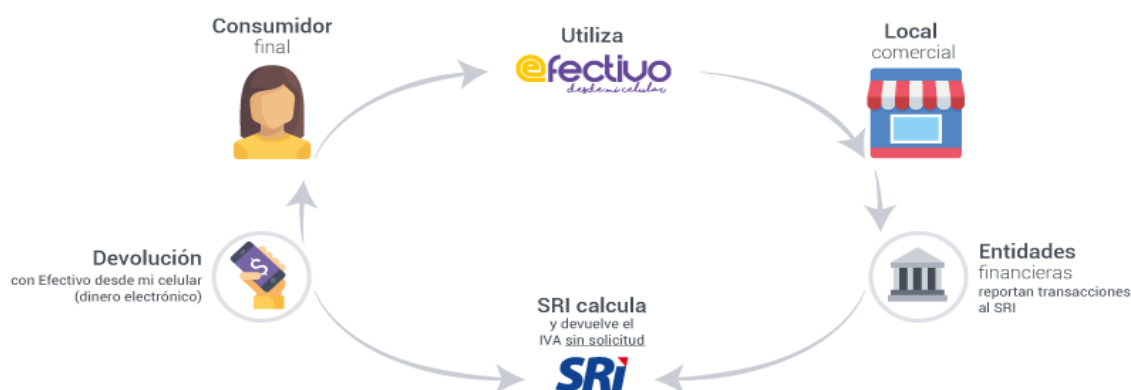 Consumidor
final
Utiliza
efectivo
desde mi celular
Local
comercial
Devolución
con Efectivo desde mi celular
(dinero electrónico)
$
Entidades
financieras
reportan transacciones
al SRI
SRI calcula
y devuelve el
IVA sin solicitud
SRi